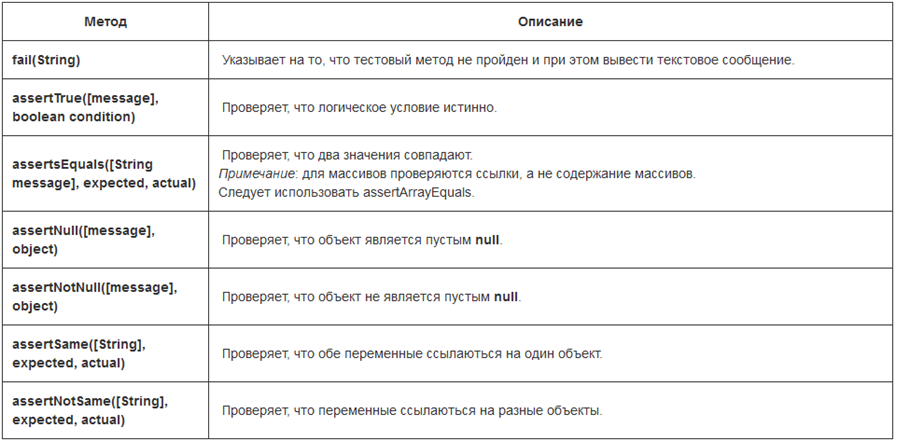 Метод
Описание
fail(String)
Указывает на то, что тестовый метод не пройден и при этом вывести текстовое сообщение.
assertTrue([message],
boolean condition)
Проверяет, что логическое условие истинно.
assertsEquals([String
message], expected, actual)
Проверяет, что два значения совпадают.
Примечание: для массивов проверяются ссылки, а не содержание массивов.
Следует использовать assertArrayEquals.
assertNull([message],
object)
Проверяет, что объект является пустым null.
assertNotNull([message],
object)
Проверяет, что объект не является пустым null.
assertSame([String],
expected, actual)
Проверяет, что обе переменные ссылаються на один объект.
assertNotSame([String],
expected, actual)
Проверяет, что переменные ссылаються на разные объекты.